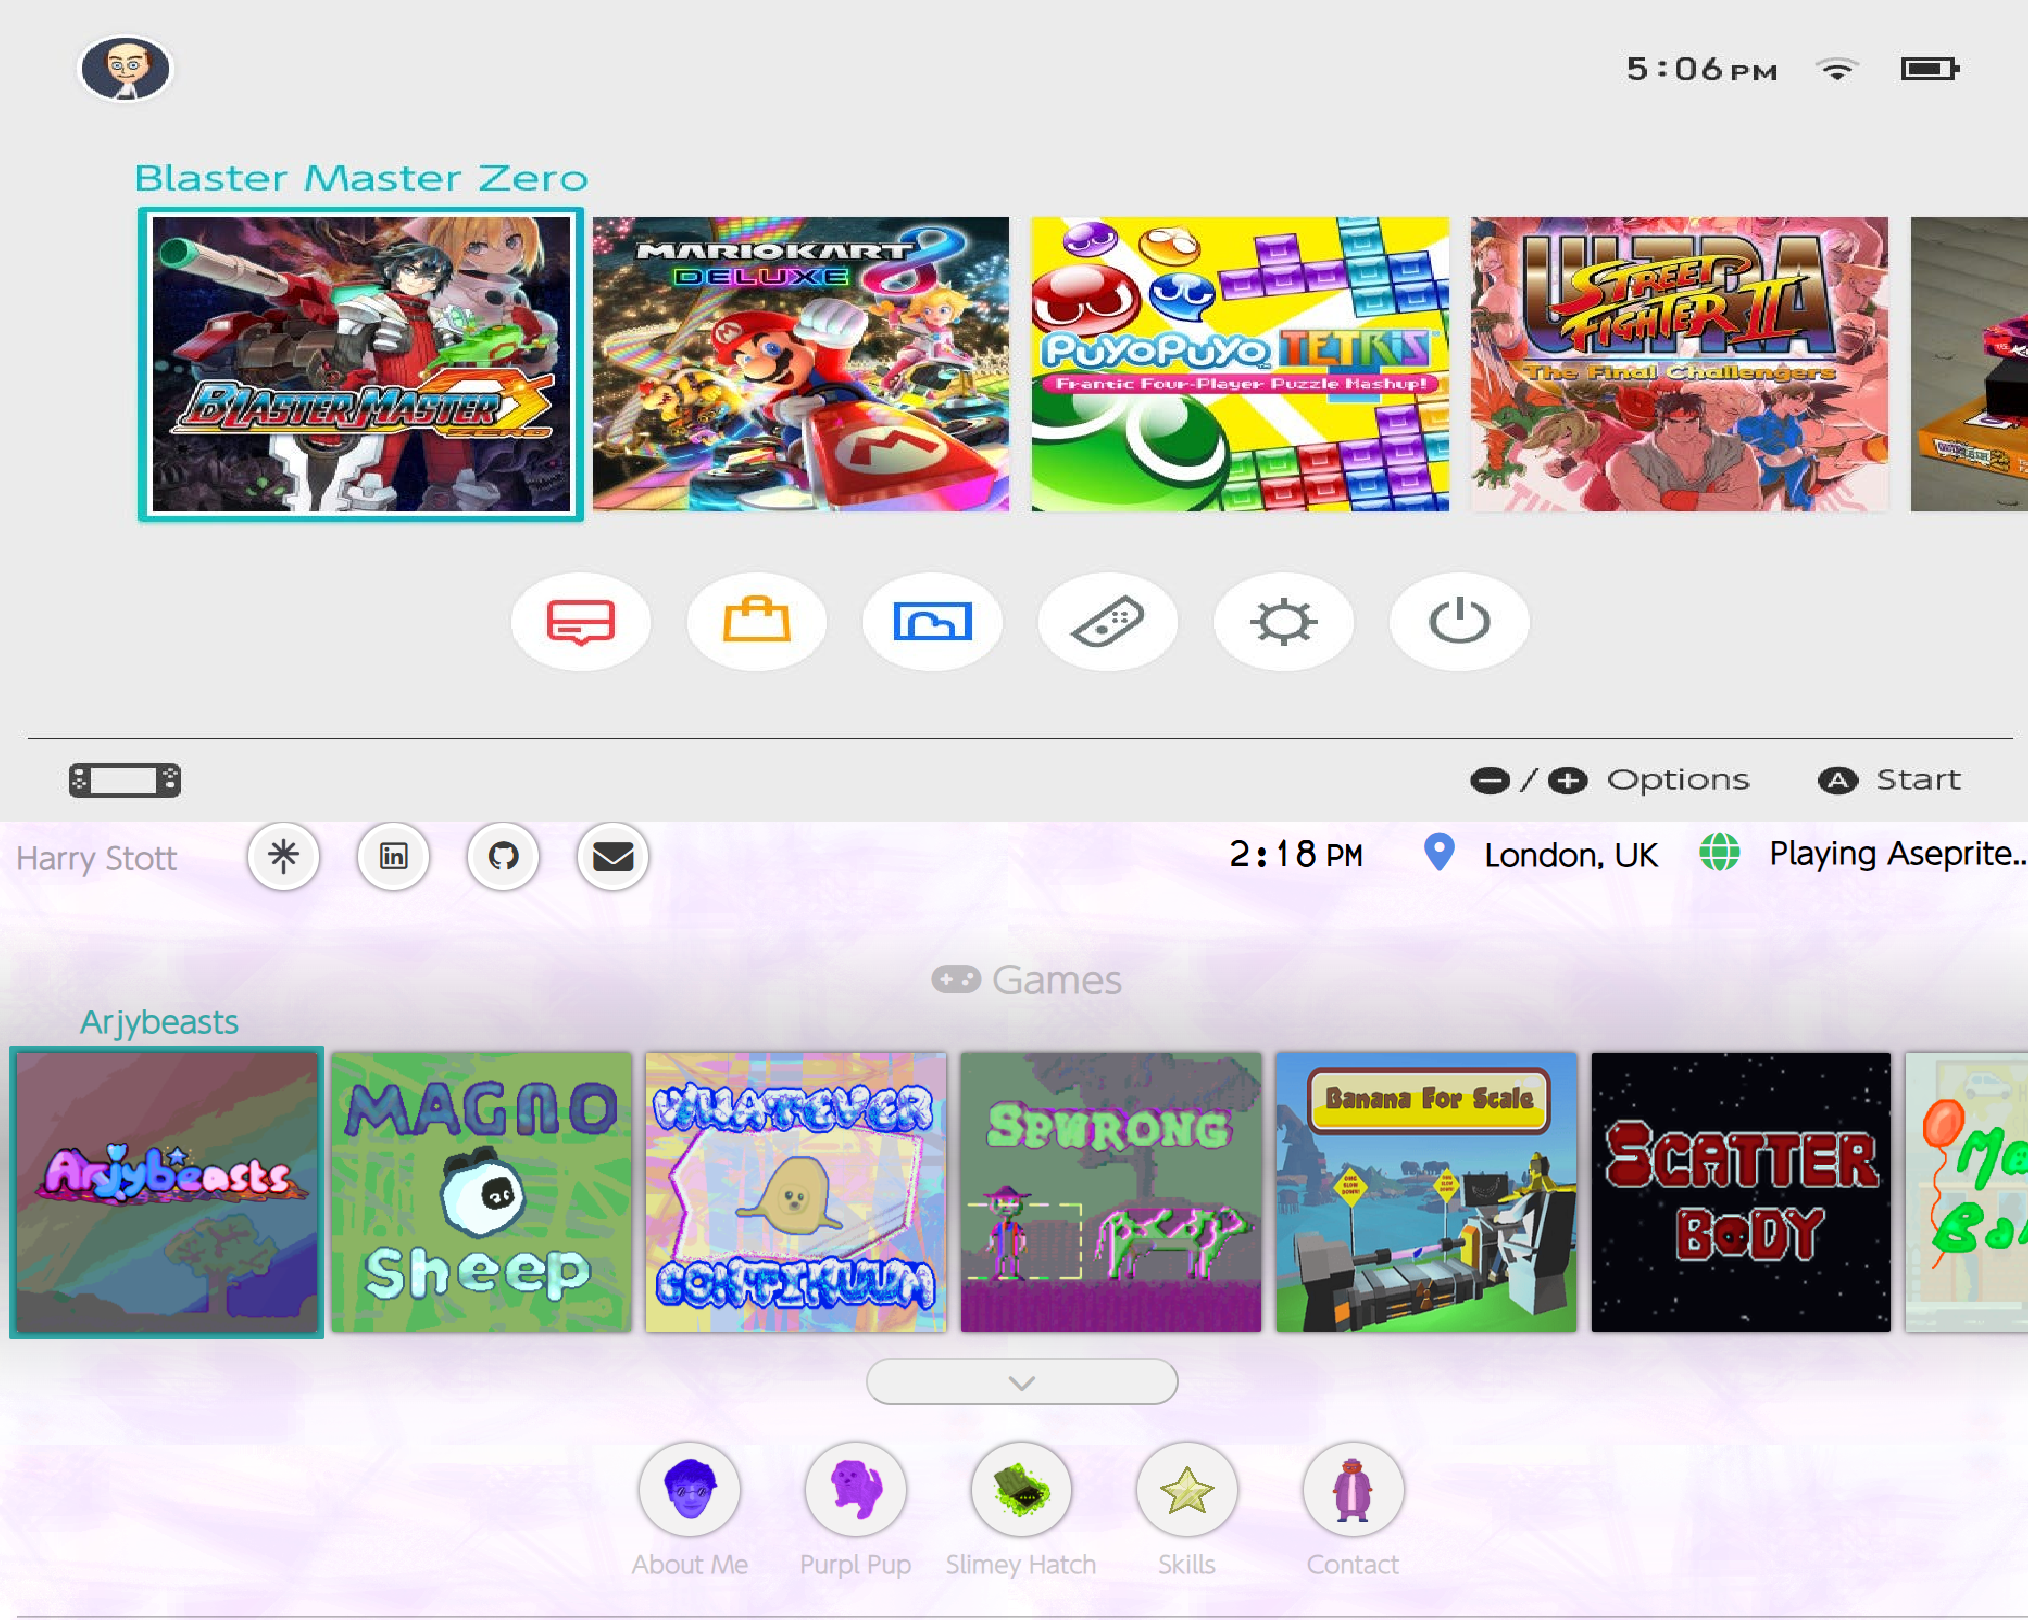 5:06 PM
Blaster Master Zero
BLASTER MASTER ZERO
MARIOKART 8
DELUXE
PUYOPUYO TETRIS
Frantic Four-Player Puzzle Mashup!
ULTRA
STREET FIGHTER II
The Final Challengers
/ Options
A Start
Harry Stott
in
2:18 PM
London, UK
Playing Aseprite..
Games
Arjybeasts
Arjybeasts
MAGNO
Sheep
WHATEVER
CONTINUUM
SPWRONG
Banana For Scale
SCATTER
BODY
About Me
Purpl Pup
Slimey Hatch
Skills
Contact